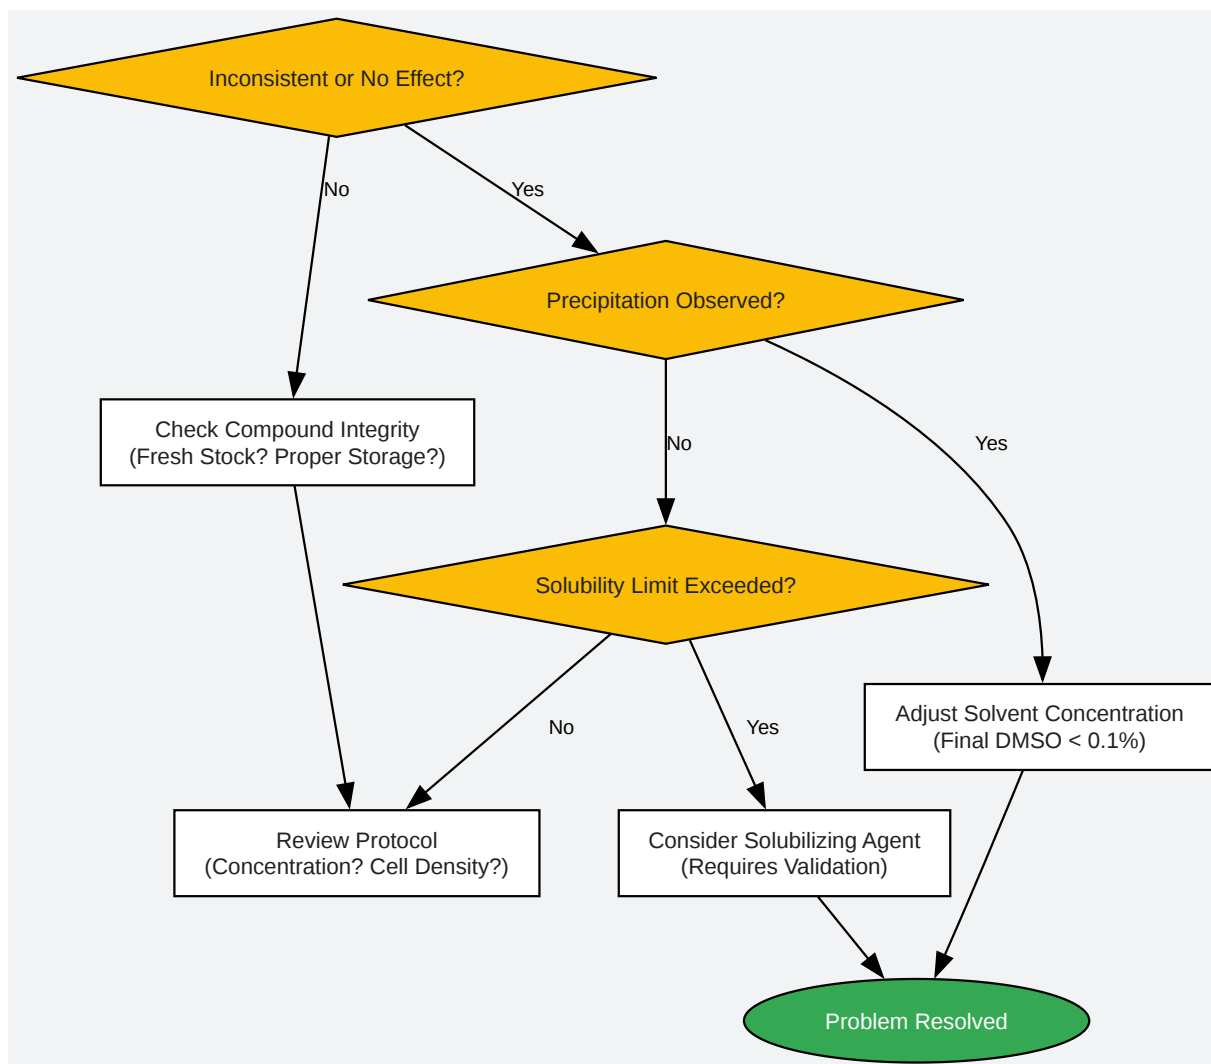 Inconsistent or No Effect?
No
Yes
Precipitation Observed?
Check Compound Integrity
(Fresh Stock? Proper Storage?)
No
Yes
Solubility Limit Exceeded?
No
Yes
Adjust Solvent Concentration
(Final DMSO < 0.1%)
Review Protocol
(Concentration? Cell Density?)
Consider Solubilizing Agent
(Requires Validation)
Problem Resolved